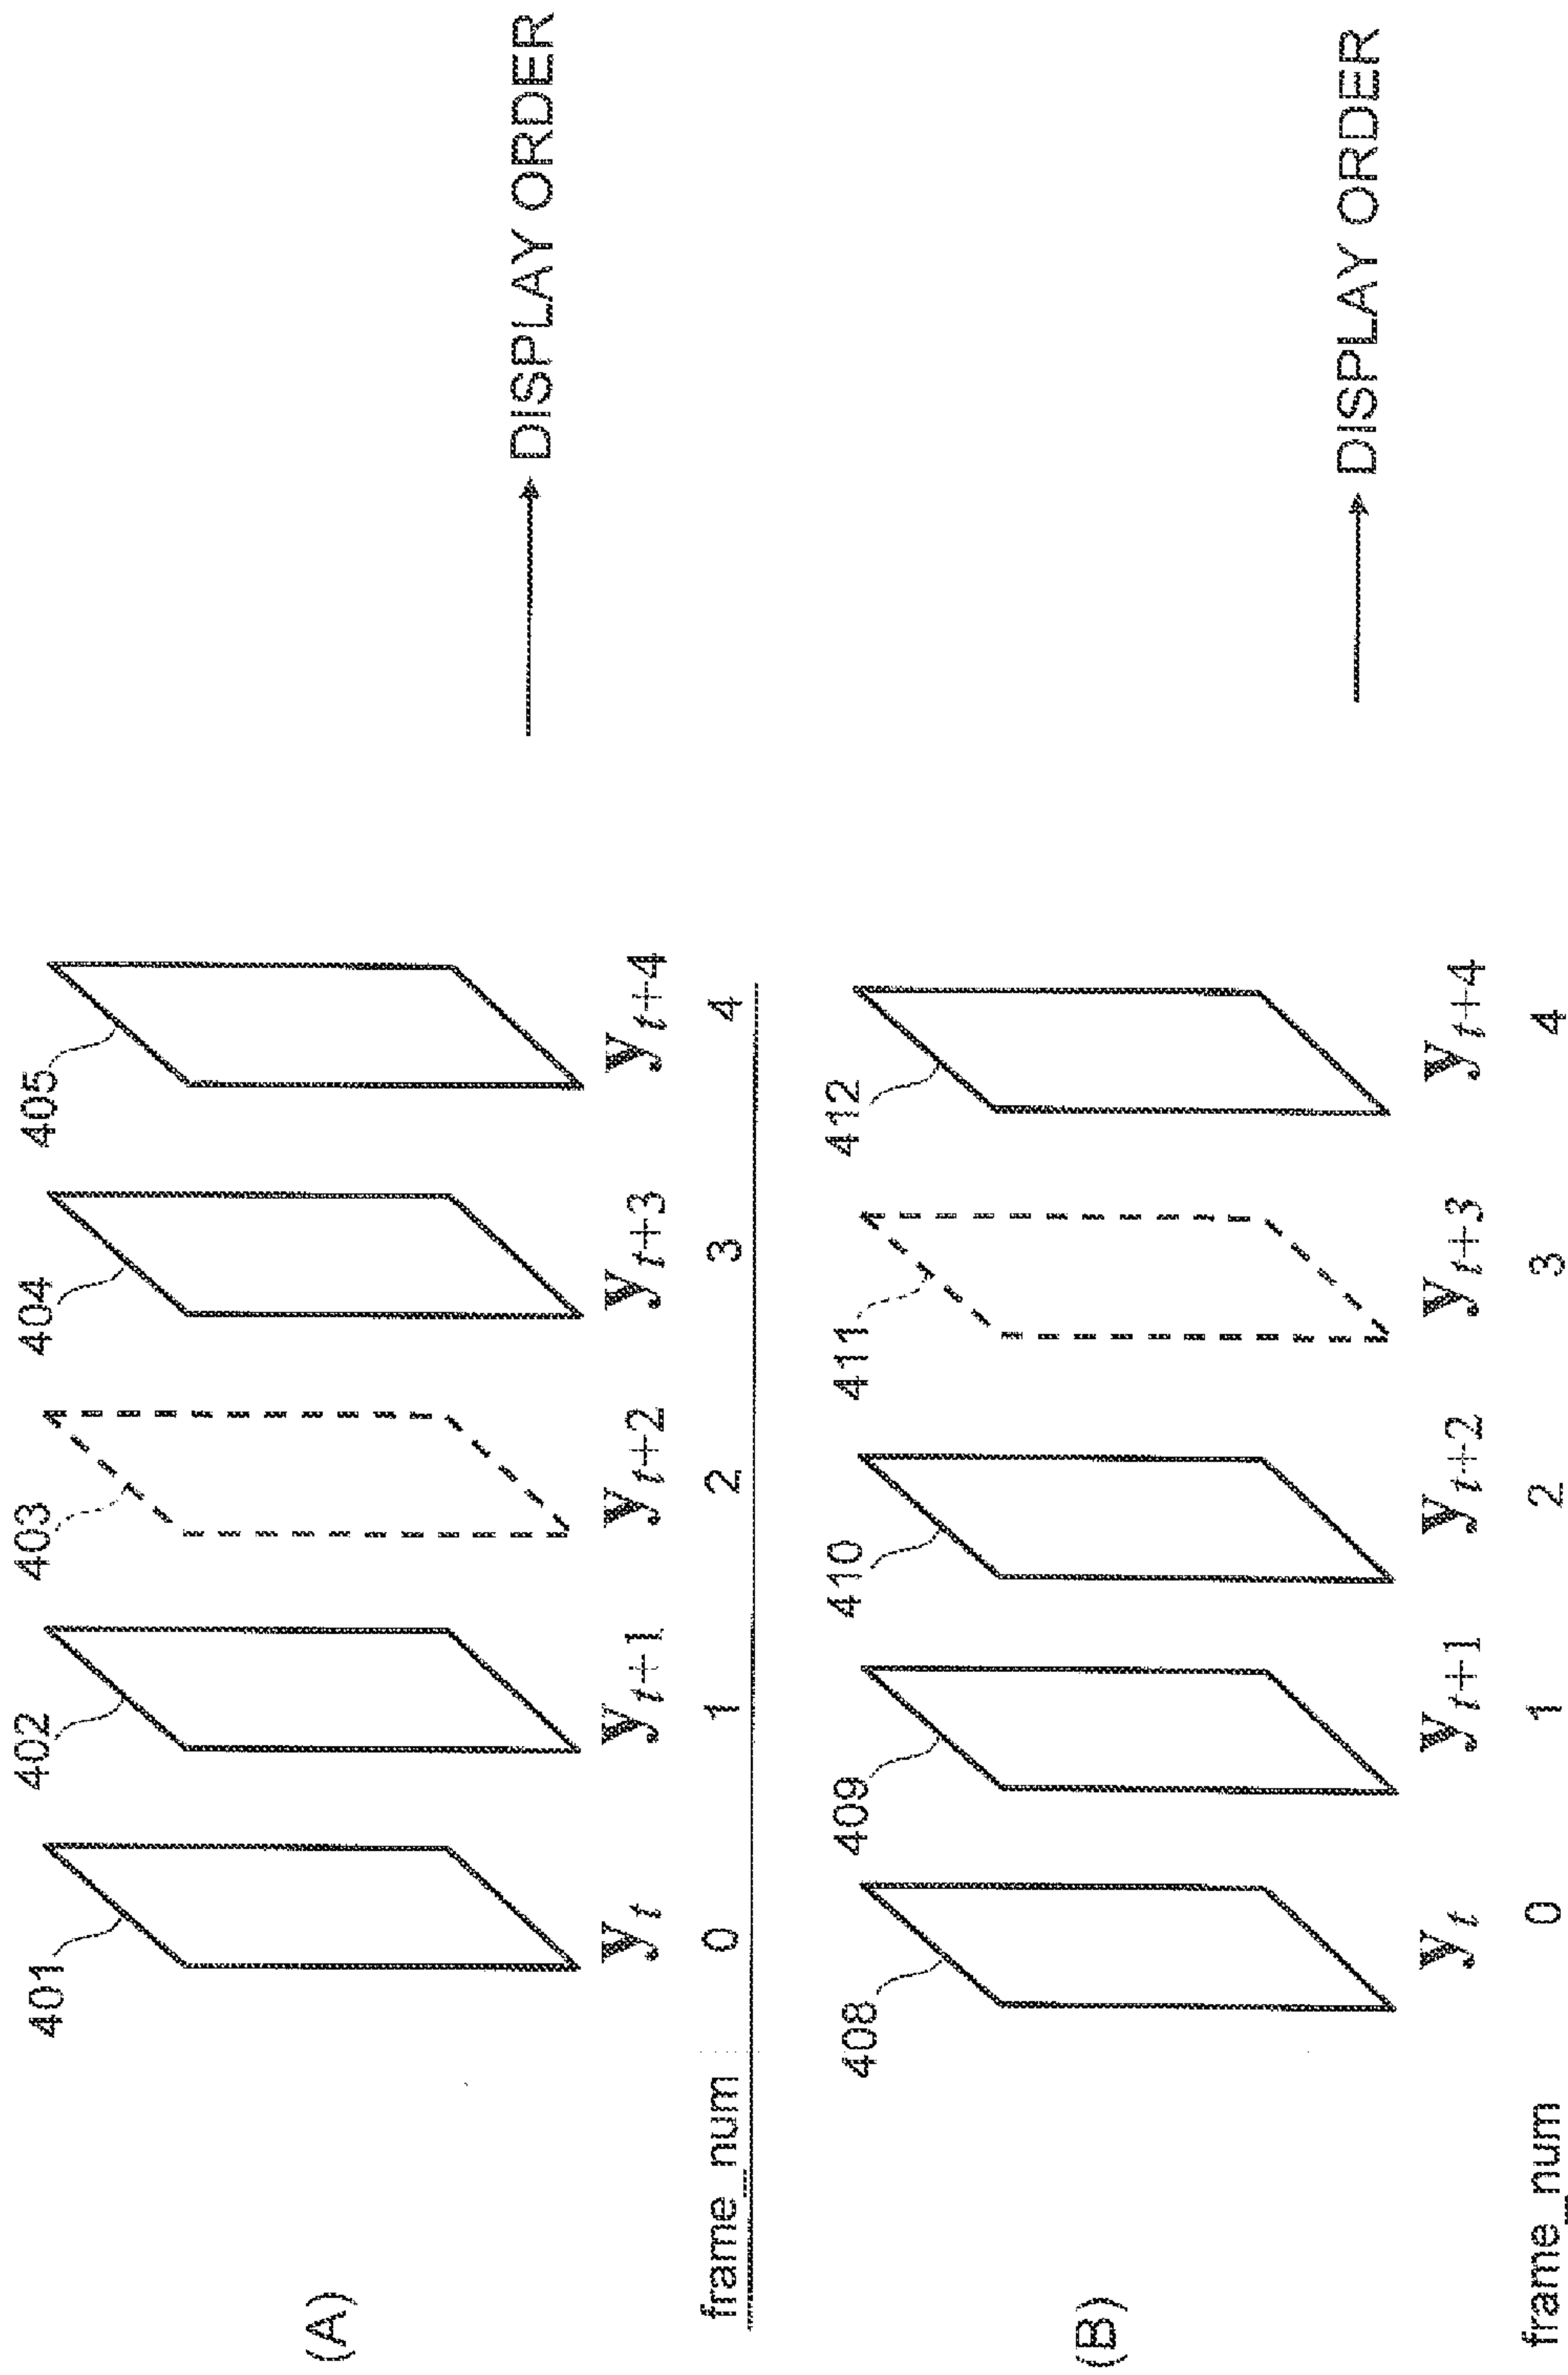 (A)
401 402 403 404 405
y_t y_{t+1} y_{t+2} y_{t+3} y_{t+4}
DISPLAY ORDER
frame_num 0 1 2 3 4
(B)
408 409 410 411 412
y_t y_{t+1} y_{t+2} y_{t+3} y_{t+4}
DISPLAY ORDER
frame_num 0 1 2 3 4